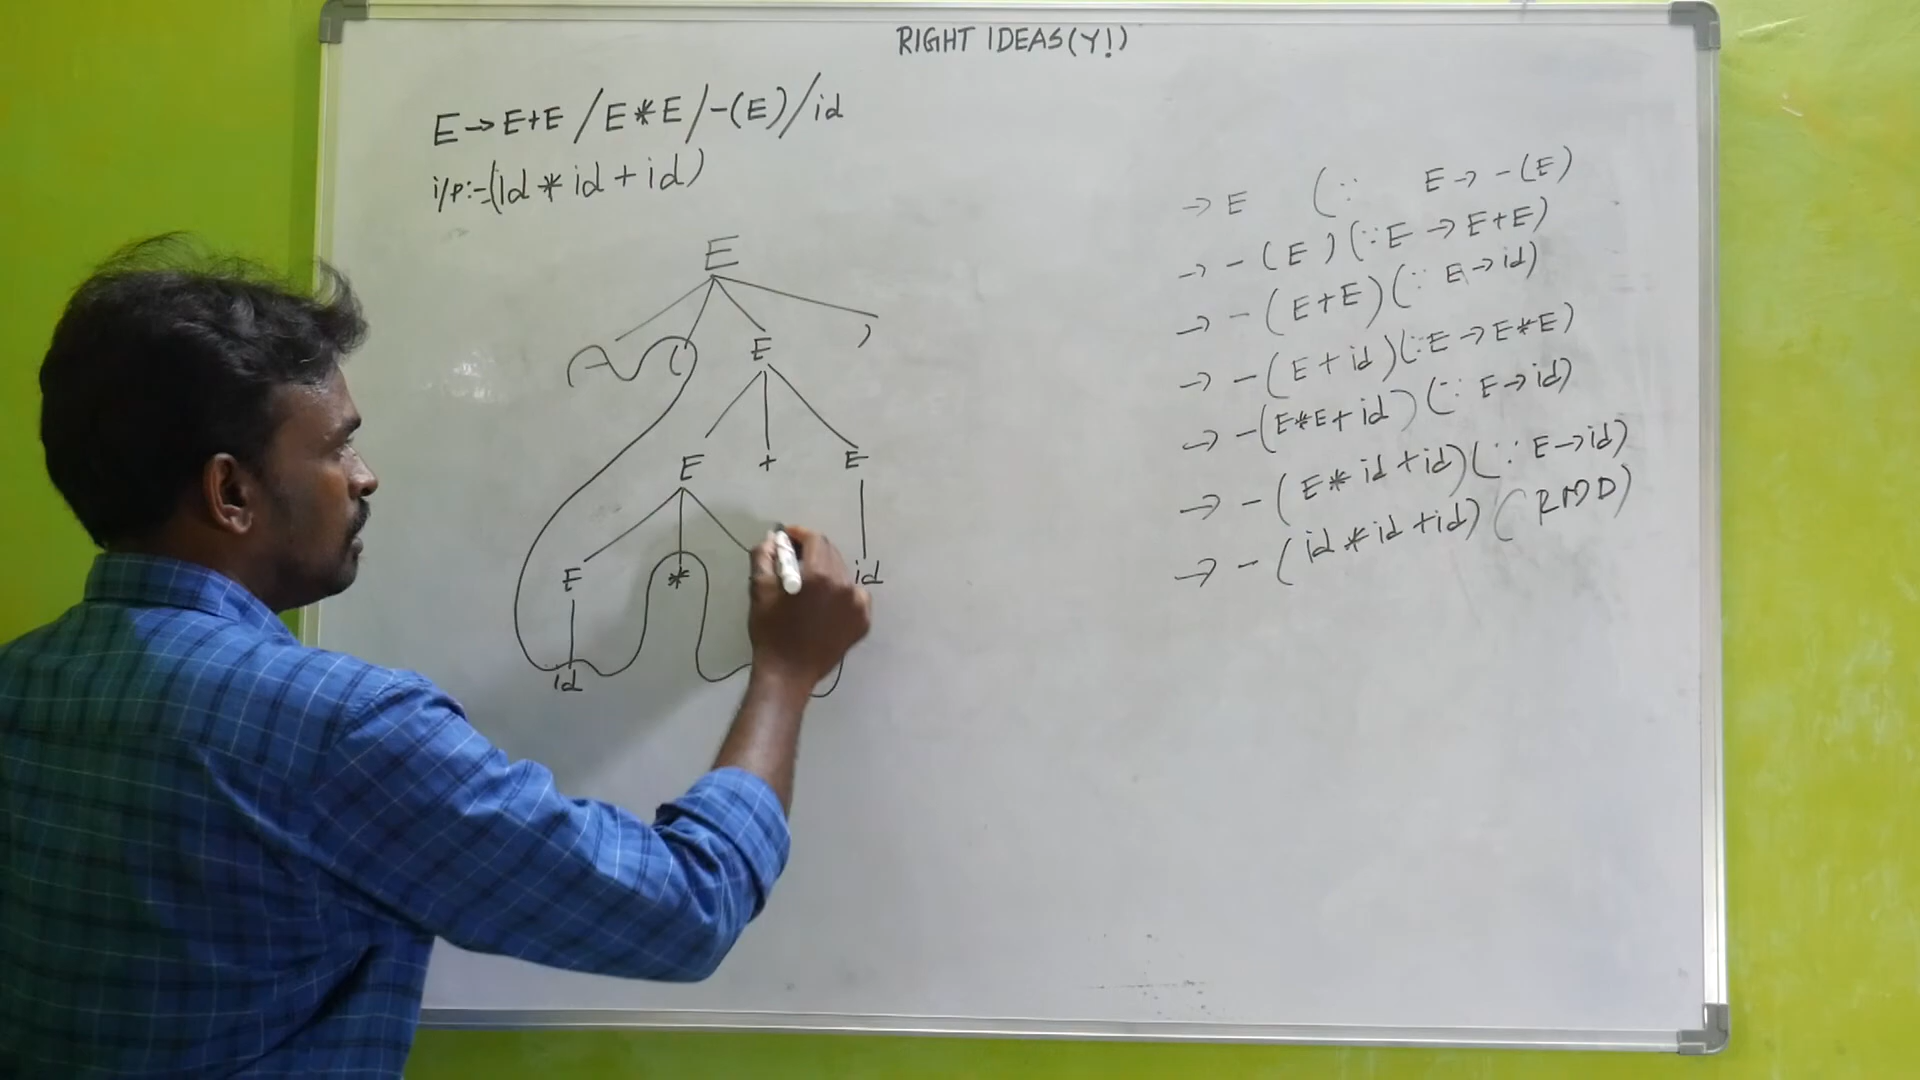 RIGHT IDEAS(Y!)
E→E+E/E*E/-(E)/id
i/p:-(id*id+id)
E
- ( E )
E + E
E * id
id
→ E (∵ E→-(E)
→ -(E)(∵E→E+E)
→ -(E+E)(∵E→id)
→ -(E+id)(∵E→E*E)
→ -(E*E+id)(∵E→id)
→ -(E*id+id)(∵E→id)
→ -(id*id+id)(RMD)